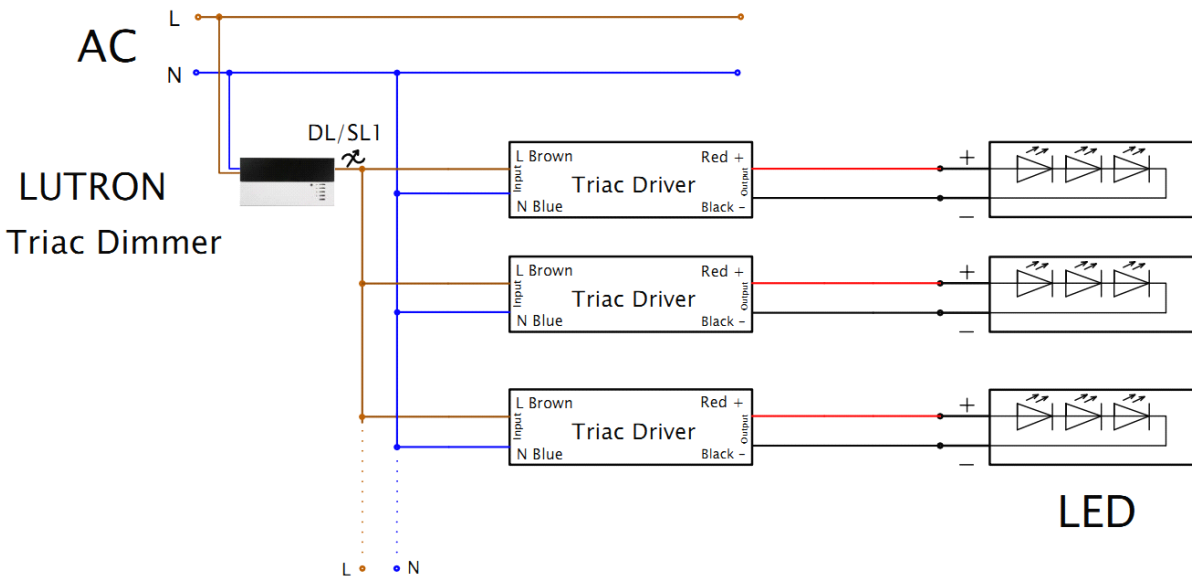 L
AC
N
DL/SL1
LUTRON
Triac Dimmer
L Brown
Red +
Input
Triac Driver
Output
N Blue
Black -
+
−
L Brown
Red +
Input
Triac Driver
Output
N Blue
Black -
+
−
L Brown
Red +
Input
Triac Driver
Output
N Blue
Black -
+
−
LED
L
N